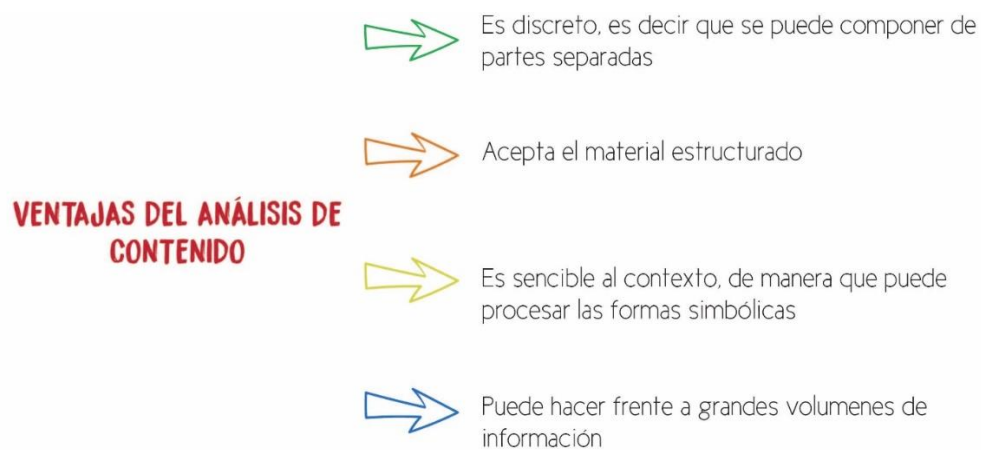 VENTAJAS DEL ANÁLISIS DE
CONTENIDO
Es discreto, es decir que se puede componer de
partes separadas
Acepta el material estructurado
Es sencible al contexto, de manera que puede
procesar las formas simbólicas
Puede hacer frente a grandes volumenes de
información